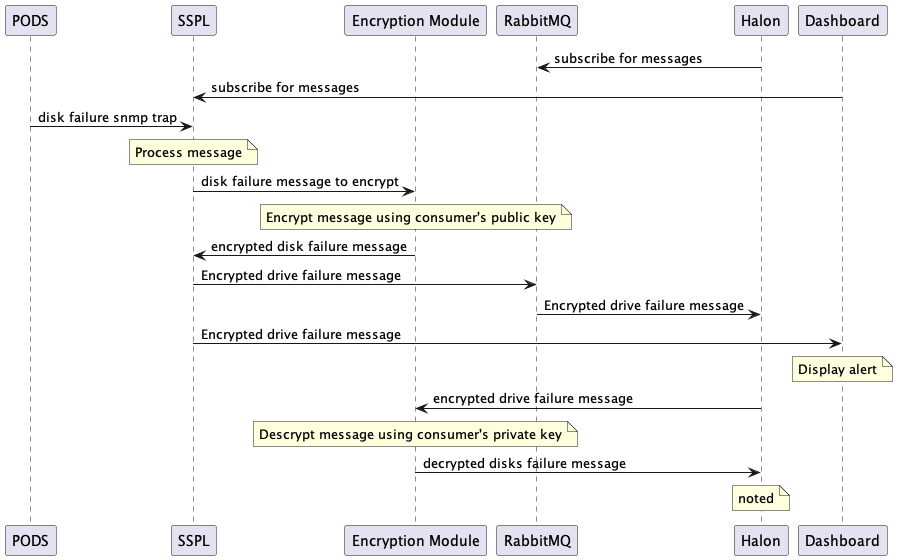 PODS
SSPL
Encryption Module
RabbitMQ
Halon
Dashboard
subscribe for messages
subscribe for messages
disk failure snmp trap
Process message
disk failure message to encrypt
Encrypt message using consumer's public key
encrypted disk failure message
Encrypted drive failure message
Encrypted drive failure message
Encrypted drive failure message
Display alert
encrypted drive failure message
Descrypt message using consumer's private key
decrypted disks failure message
noted
PODS
SSPL
Encryption Module
RabbitMQ
Halon
Dashboard